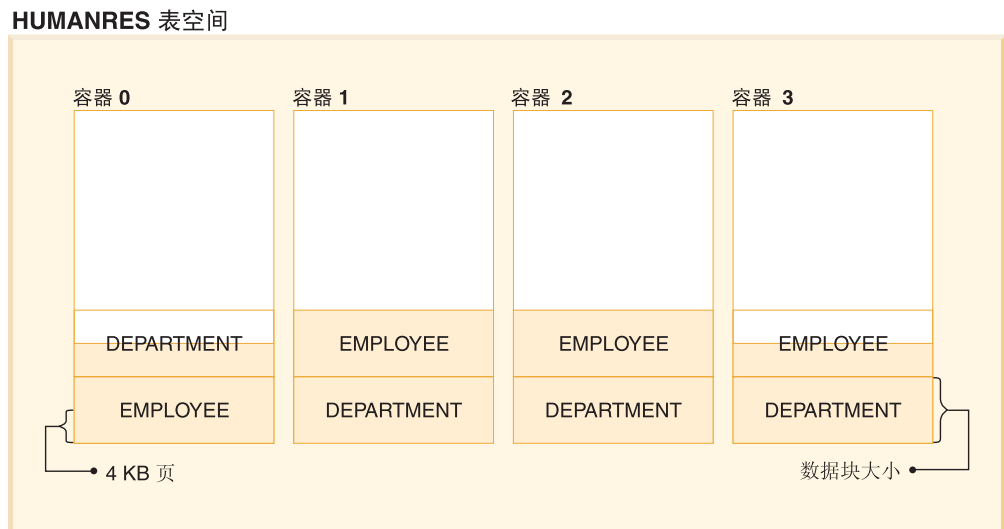 HUMANRES 表空间
容器 0
容器 1
容器 2
容器 3
DEPARTMENT
EMPLOYEE
EMPLOYEE
EMPLOYEE
EMPLOYEE
DEPARTMENT
DEPARTMENT
DEPARTMENT
4 KB 页
数据块大小